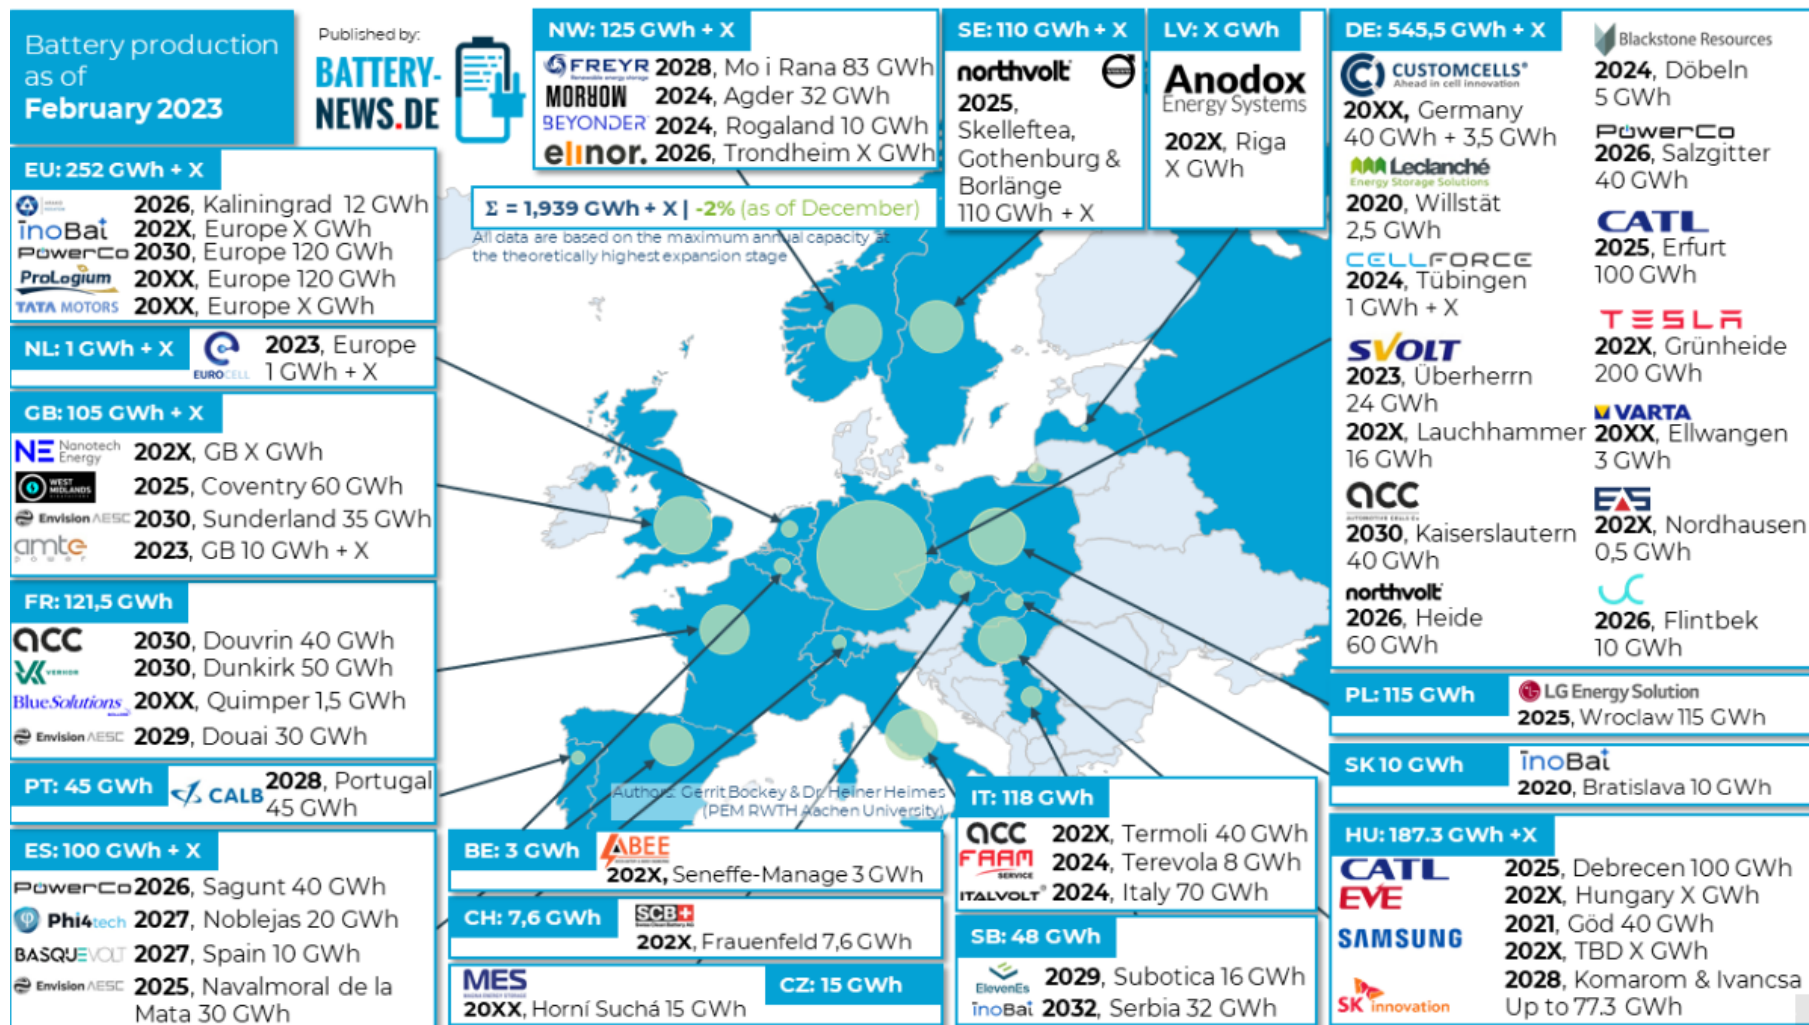 Battery production
as of
February 2023
Published by:
BATTERY-
NEWS.DE
NW: 125 GWh + X
FREYR 2028, Mo i Rana 83 GWh
MORROW 2024, Agder 32 GWh
BEYONDER 2024, Rogaland 10 GWh
elinor. 2026, Trondheim X GWh
SE: 110 GWh + X
northvolt
2025,
Skelleftea,
Gothenburg &
Borlänge
110 GWh + X
LV: X GWh
Anodox
Energy Systems
202X, Riga
X GWh
DE: 545,5 GWh + X
CUSTOMCELLS®
Ahead in cell innovation
20XX, Germany
40 GWh + 3,5 GWh
Leclanché
Energy Storage Solutions
2020, Willstät
2,5 GWh
CELLFORCE
2024, Tübingen
1 GWh + X
SVOLT
2023, Überherrn
24 GWh
202X, Lauchhammer
16 GWh
acc
2030, Kaiserslautern
40 GWh
northvolt
2026, Heide
60 GWh
Blackstone Resources
2024, Döbeln
5 GWh
PowerCo
2026, Salzgitter
40 GWh
CATL
2025, Erfurt
100 GWh
TESLA
202X, Grünheide
200 GWh
VARTA
20XX, Ellwangen
3 GWh
EAS
202X, Nordhausen
0,5 GWh
2026, Flintbek
10 GWh
EU: 252 GWh + X
2026, Kaliningrad 12 GWh
inoBat 202X, Europe X GWh
PowerCo 2030, Europe 120 GWh
ProLogium 20XX, Europe 120 GWh
TATA MOTORS 20XX, Europe X GWh
Σ = 1,939 GWh + X | -2% (as of December)
All data are based on the maximum annual capacity at
the theoretically highest expansion stage
NL: 1 GWh + X
EUROCELL
2023, Europe
1 GWh + X
GB: 105 GWh + X
NE Nanotech Energy 202X, GB X GWh
WEST MIDLANDS 2025, Coventry 60 GWh
Envision AESC 2030, Sunderland 35 GWh
amte power 2023, GB 10 GWh + X
FR: 121,5 GWh
acc 2030, Douvrin 40 GWh
VERKOR 2030, Dunkirk 50 GWh
BlueSolutions 20XX, Quimper 1,5 GWh
Envision AESC 2029, Douai 30 GWh
PT: 45 GWh
CALB
2028, Portugal
45 GWh
ES: 100 GWh + X
PowerCo 2026, Sagunt 40 GWh
Phi4tech 2027, Noblejas 20 GWh
BASQUEVOLT 2027, Spain 10 GWh
Envision AESC 2025, Navalmoral de la
Mata 30 GWh
Authors: Gerrit Bockey & Dr. Heiner Heimes
(PEM RWTH Aachen University)
BE: 3 GWh
ABEE
202X, Seneffe-Manage 3 GWh
CH: 7,6 GWh
SCB
202X, Frauenfeld 7,6 GWh
MES
CZ: 15 GWh
20XX, Horní Suchá 15 GWh
IT: 118 GWh
acc 202X, Termoli 40 GWh
FAAM SERVICE 2024, Terevola 8 GWh
ITALVOLT® 2024, Italy 70 GWh
SB: 48 GWh
ElevenEs 2029, Subotica 16 GWh
inoBat 2032, Serbia 32 GWh
PL: 115 GWh
LG Energy Solution
2025, Wroclaw 115 GWh
SK 10 GWh
inoBat
2020, Bratislava 10 GWh
HU: 187.3 GWh +X
CATL 2025, Debrecen 100 GWh
EVE 202X, Hungary X GWh
SAMSUNG 2021, Göd 40 GWh
202X, TBD X GWh
SK innovation 2028, Komarom & Ivancsa
Up to 77.3 GWh